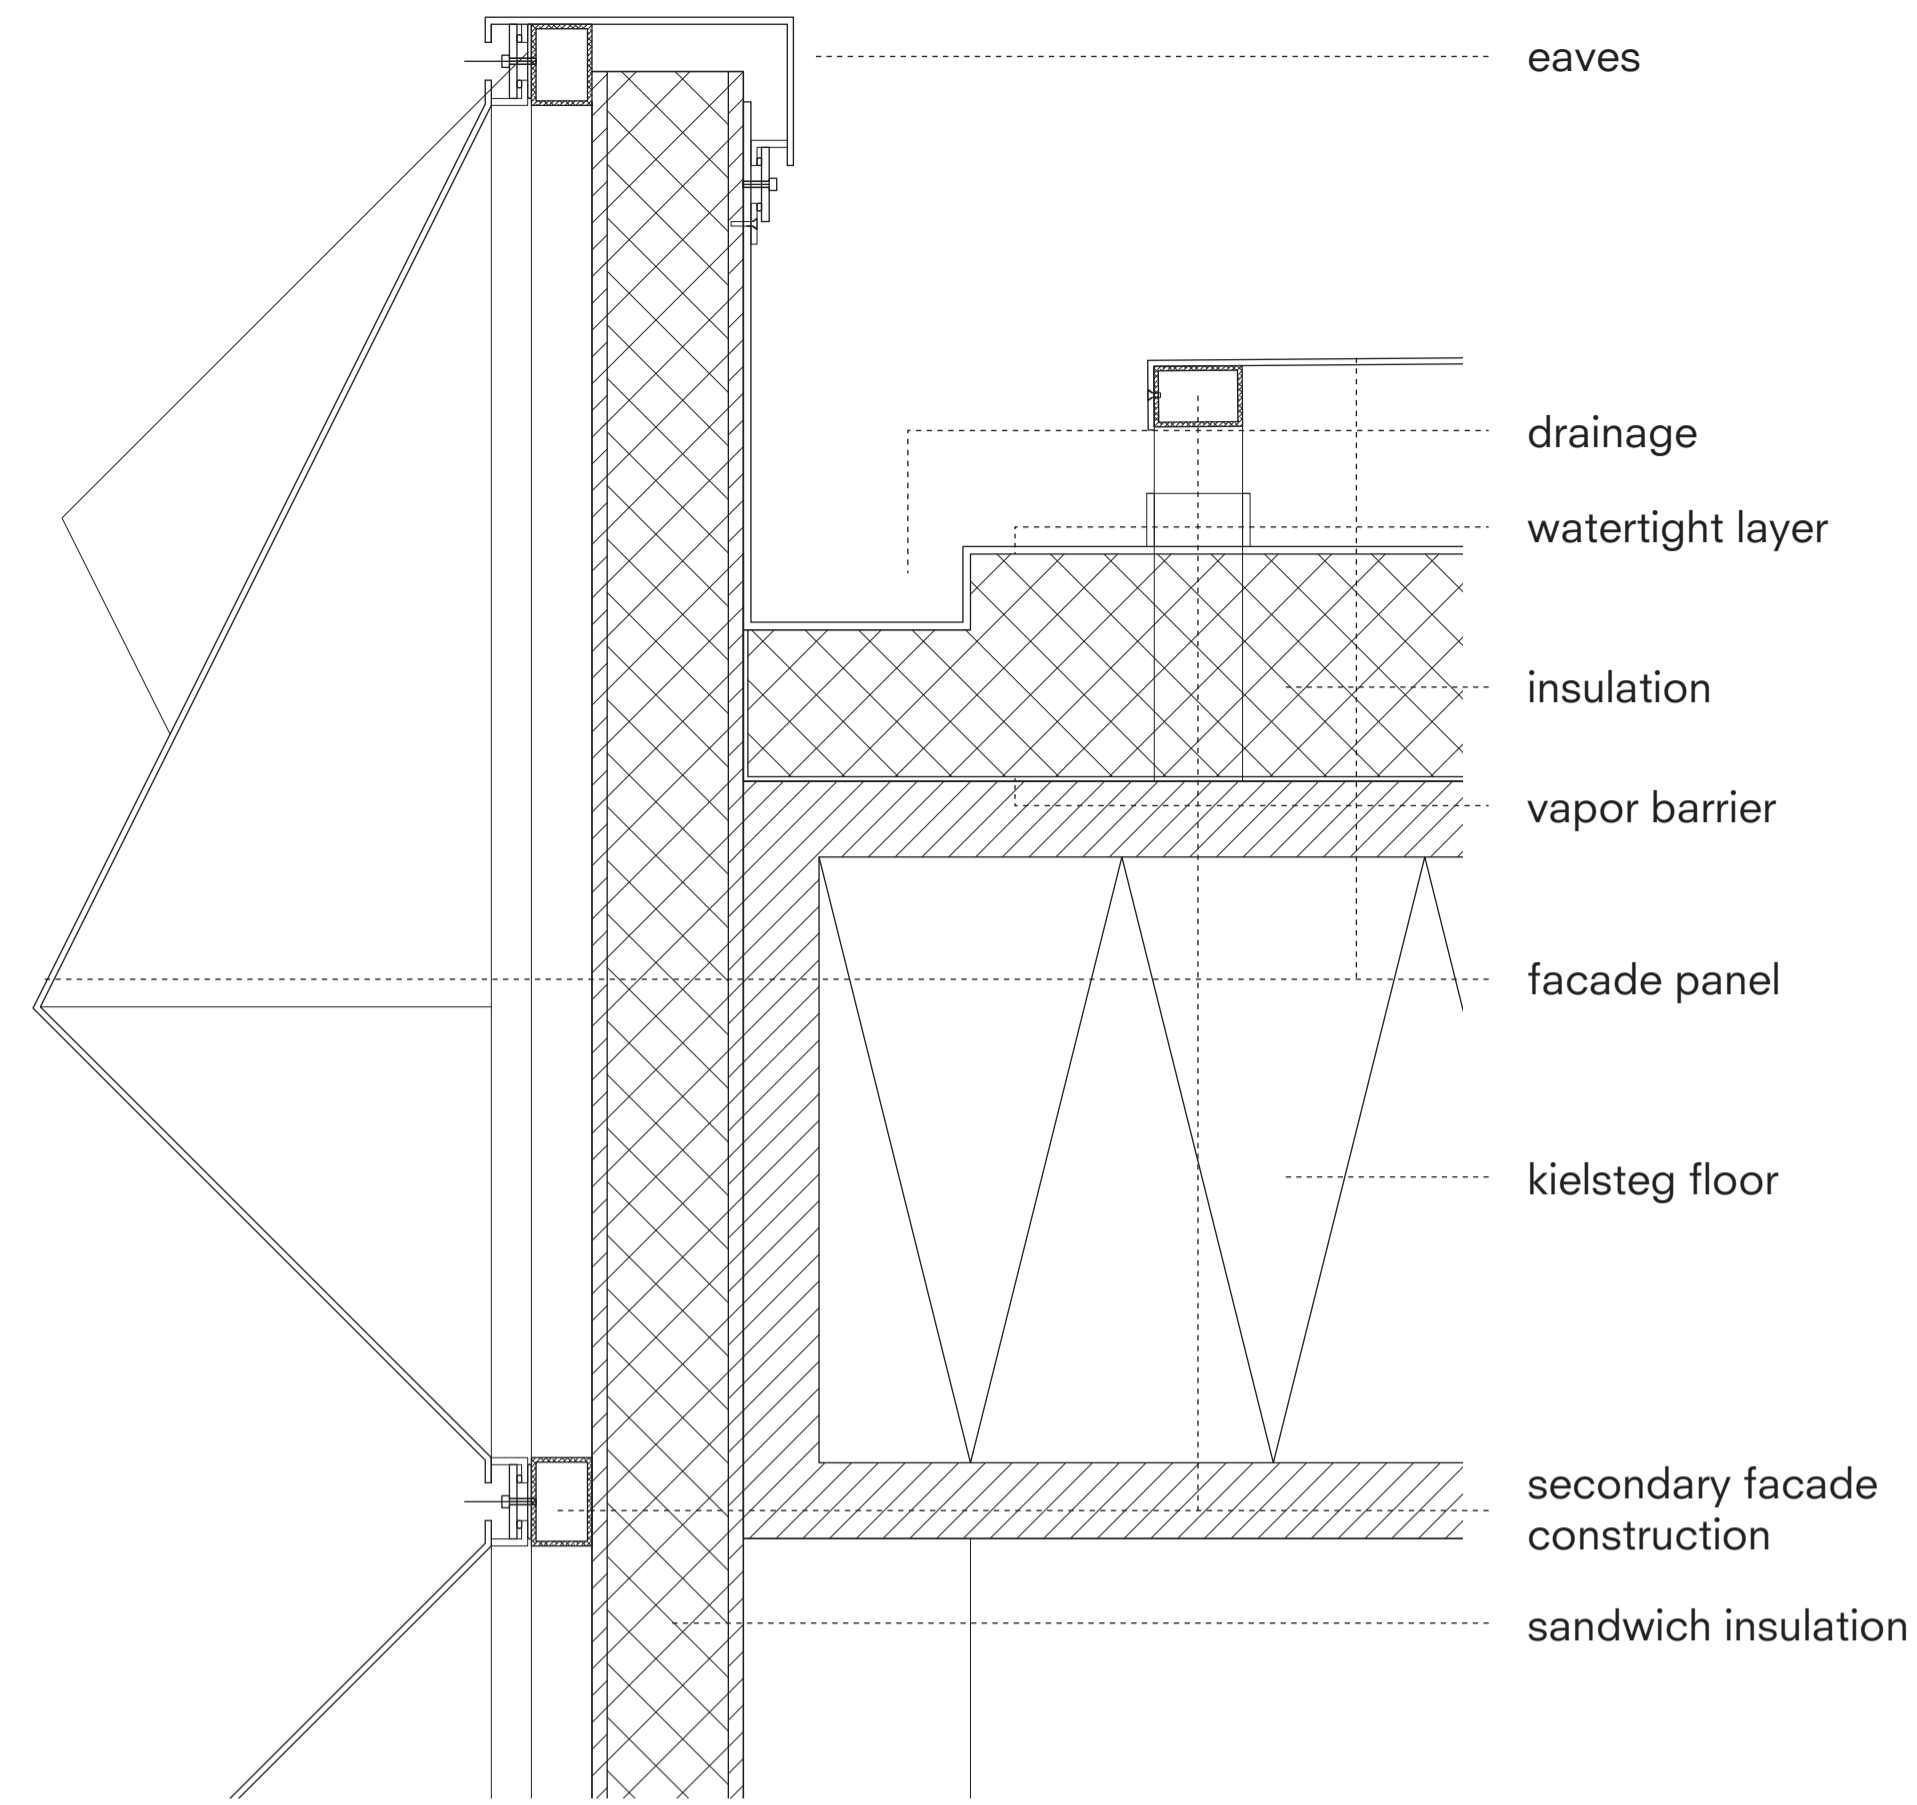 eaves
drainage
watertight layer
insulation
vapor barrier
facade panel
kielsteg floor
secondary facade
construction
sandwich insulation